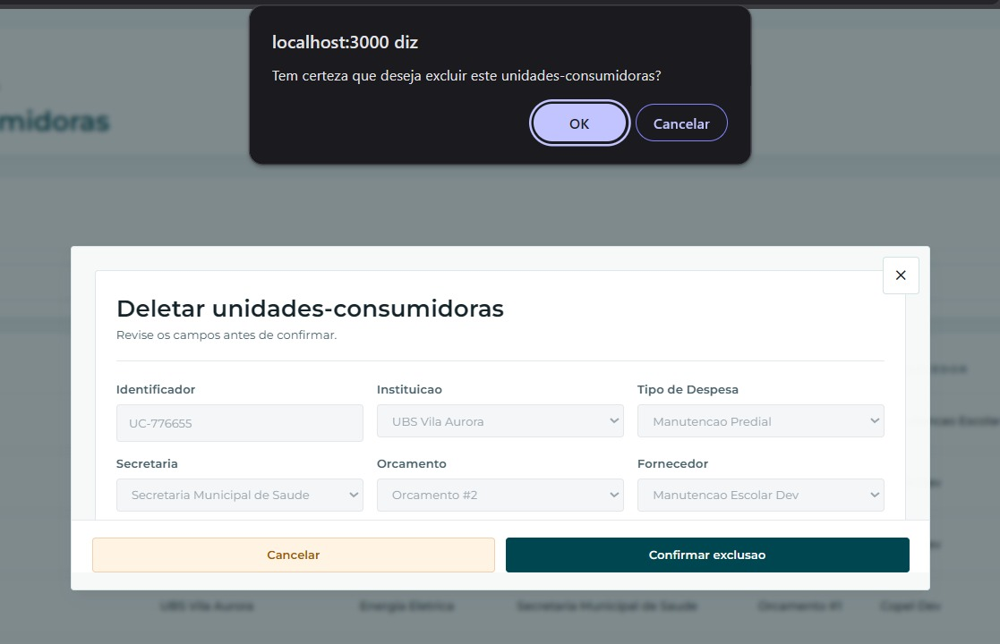 localhost:3000 diz
Tem certeza que deseja excluir este unidades-consumidoras?
OK
Cancelar
midoras
Deletar unidades-consumidoras
Revise os campos antes de confirmar.
Identificador
Instituicao
Tipo de Despesa
UC-776655
UBS Vila Aurora
Manutencao Predial
Secretaria
Orcamento
Fornecedor
Secretaria Municipal de Saude
Orcamento #2
Manutencao Escolar Dev
Cancelar
Confirmar exclusao
UBS Vila Aurora
Energia Eletrica
Secretaria Municipal de Saude
Orcamento #1
Copel Dev